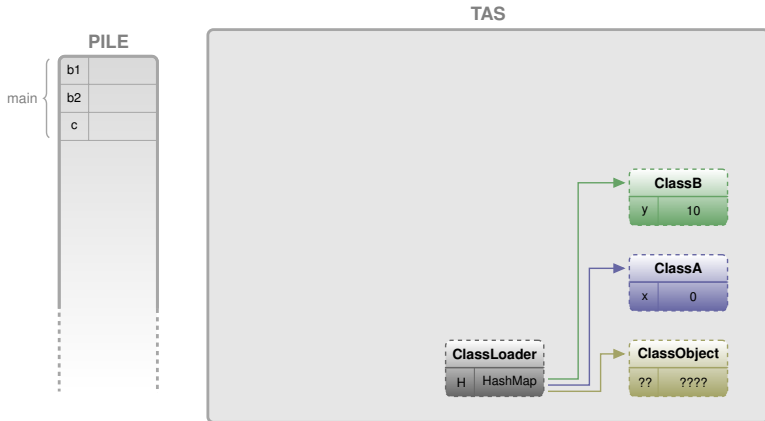 TAS
PILE
main
b1
b2
c
ClassB
y 10
ClassA
x 0
ClassLoader
H HashMap
ClassObject
?? ????